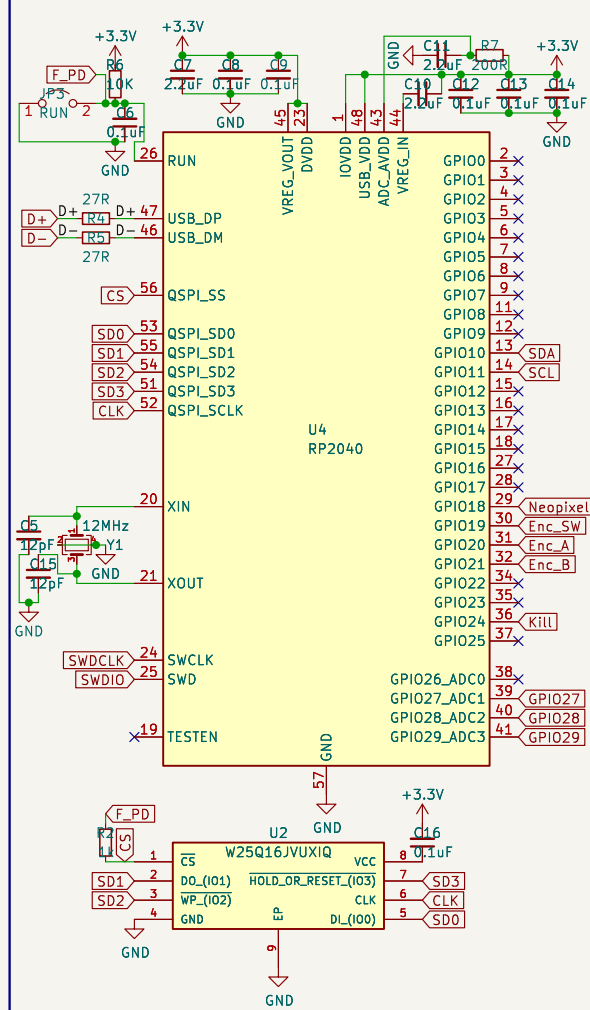 +3.3V
F_PD
R6
10K
JP3
1 RUN 2
C6
0.1uF
GND
+3.3V
C7
2.2uF
C8
0.1uF
C9
0.1uF
GND
GND
C11
2.2uF
R7
200R
+3.3V
C10
2.2uF
C12
0.1uF
C13
0.1uF
C14
0.1uF
GND
45 VREG_VOUT
23 DVDD
1 IOVDD
48 USB_VDD
43 ADC_AVDD
44 VREG_IN
26 RUN
27R
D+ D+ R4 D+ 47 USB_DP
D- D- R5 D- 46 USB_DM
27R
CS 56 QSPI_SS
SD0 53 QSPI_SD0
SD1 55 QSPI_SD1
SD2 54 QSPI_SD2
SD3 51 QSPI_SD3
CLK 52 QSPI_SCLK
U4
RP2040
20 XIN
C5
12pF
12MHz
Y1
1
2
3
GND
C15
12pF
GND
21 XOUT
SWDCLK 24 SWCLK
SWDIO 25 SWD
19 TESTEN
GPIO0 2
GPIO1 3
GPIO2 4
GPIO3 5
GPIO4 6
GPIO5 7
GPIO6 8
GPIO7 9
GPIO8 11
GPIO9 12
GPIO10 13 SDA
GPIO11 14 SCL
GPIO12 15
GPIO13 16
GPIO14 17
GPIO15 18
GPIO16 27
GPIO17 28
GPIO18 29 Neopixel
GPIO19 30 Enc_SW
GPIO20 31 Enc_A
GPIO21 32 Enc_B
GPIO22 34
GPIO23 35
GPIO24 36 Kill
GPIO25 37
GPIO26_ADC0 38
GPIO27_ADC1 39 GPIO27
GPIO28_ADC2 40 GPIO28
GPIO29_ADC3 41 GPIO29
GND
57
GND
F_PD
R2
1k
CS
U2
W25Q16JVUXIQ
+3.3V
C16
0.1uF
1 CS
SD1 2 DO_(IO1)
SD2 3 WP_(IO2)
4 GND
GND
VCC 8
HOLD_OR_RESET_(IO3) 7 SD3
CLK 6 CLK
DI_(IO0) 5 SD0
EP
9
GND